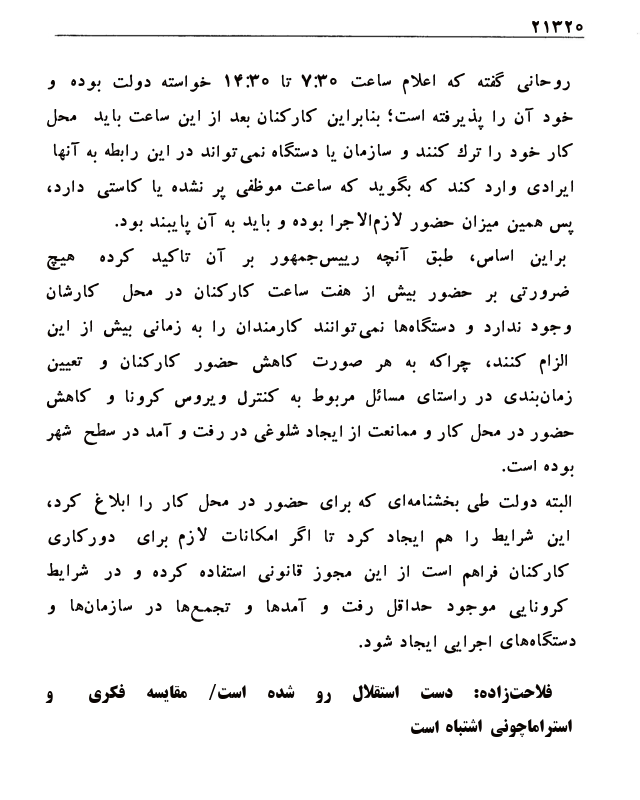 ۲۱۳۲۰
روحانی گفته که اعلام ساعت ۷:۳۰ تا ۱۴:۳۰ خواسته دولت بوده و
خود آن را پذیرفته است؛ بنابراین کارکنان بعد از این ساعت باید محل
کار خود را ترك کنند و سازمان یا دستگاه نمی‌تواند در این رابطه به آنها
ایرادی وارد کند که بگوید که ساعت موظفی پر نشده یا کاستی دارد،
پس همین میزان حضور لازم‌الاجرا بوده و باید به آن پایبند بود.
براین اساس، طبق آنچه رییس‌جمهور بر آن تاکید کرده هیچ
ضرورتی بر حضور بیش از هفت ساعت کارکنان در محل کارشان
وجود ندارد و دستگاه‌ها نمی‌توانند کارمندان را به زمانی بیش از این
الزام کنند، چراکه به هر صورت کاهش حضور کارکنان و تعیین
زمان‌بندی در راستای مسائل مربوط به کنترل ویروس کرونا و کاهش
حضور در محل کار و ممانعت از ایجاد شلوغی در رفت و آمد در سطح شهر
بوده است.
البته دولت طی بخشنامه‌ای که برای حضور در محل کار را ابلاغ کرد،
این شرایط را هم ایجاد کرد تا اگر امکانات لازم برای دورکاری
کارکنان فراهم است از این مجوز قانونی استفاده کرده و در شرایط
کرونایی موجود حداقل رفت و آمدها و تجمع‌ها در سازمان‌ها و
دستگاه‌های اجرایی ایجاد شود.
فلاحت‌زاده: دست استقلال رو شده است/ مقایسه فکری و
استراماچونی اشتباه است